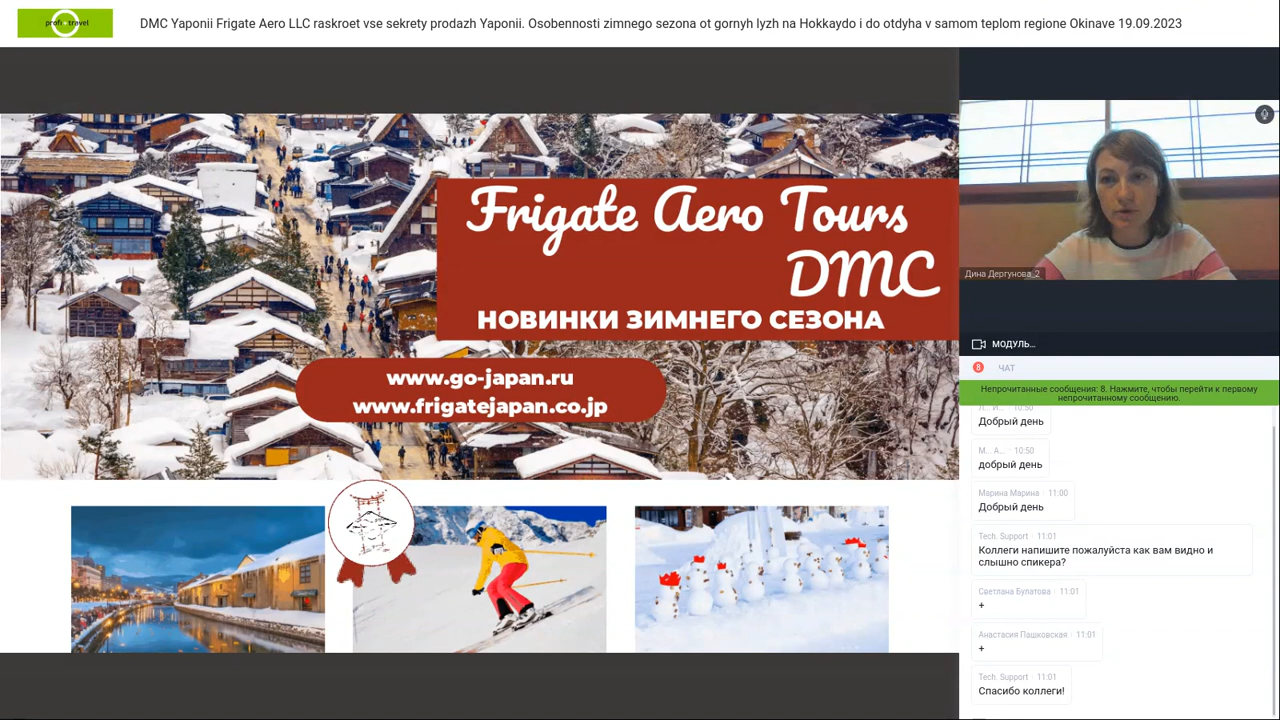 profi travel
DMC Yaponii Frigate Aero LLC raskroet vse sekrety prodazh Yaponii. Osobennosti zimnego sezona ot gornyh lyzh na Hokkaydo i do otdyha v samom teplom regione Okinave 19.09.2023
Frigate Aero Tours
DMC
НОВИНКИ ЗИМНЕГО СЕЗОНА
www.go-japan.ru
www.frigatejapan.co.jp
Дина Дергунова_2
МОДУЛЬ...
8 ЧАТ
Непрочитанные сообщения: 8. Нажмите, чтобы перейти к первому
непрочитанному сообщению.
Л... И... 10:50
Добрый день
М... А... 10:50
добрый день
Марина Марина 11:00
Добрый день
Tech. Support 11:01
Коллеги напишите пожалуйста как вам видно и
слышно спикера?
Светлана Булатова 11:01
+
Анастасия Пашковская 11:01
+
Tech. Support 11:01
Спасибо коллеги!